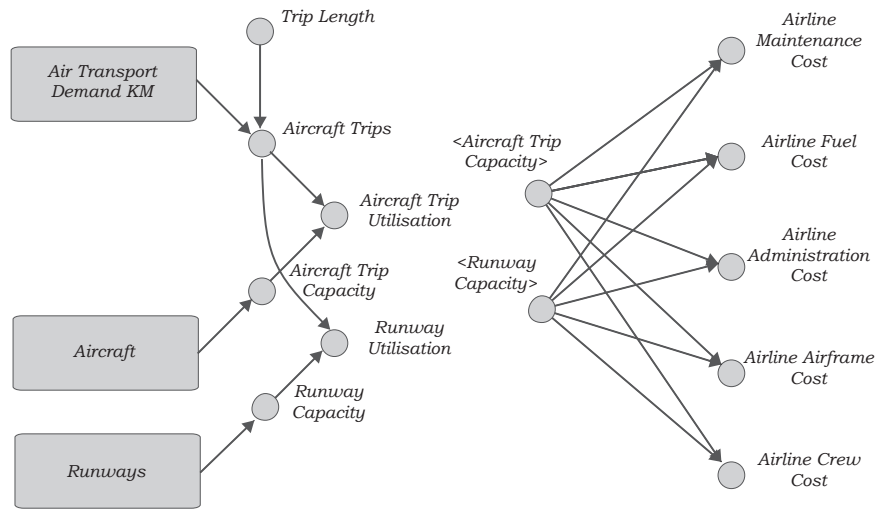 Trip Length
Air Transport
Demand KM
Aircraft Trips
Aircraft Trip
Utilisation
Aircraft Trip
Capacity
Aircraft
Runway
Utilisation
Runway
Capacity
Runways
<Aircraft Trip
Capacity>
<Runway
Capacity>
Airline
Maintenance
Cost
Airline Fuel
Cost
Airline
Administration
Cost
Airline Airframe
Cost
Airline Crew
Cost